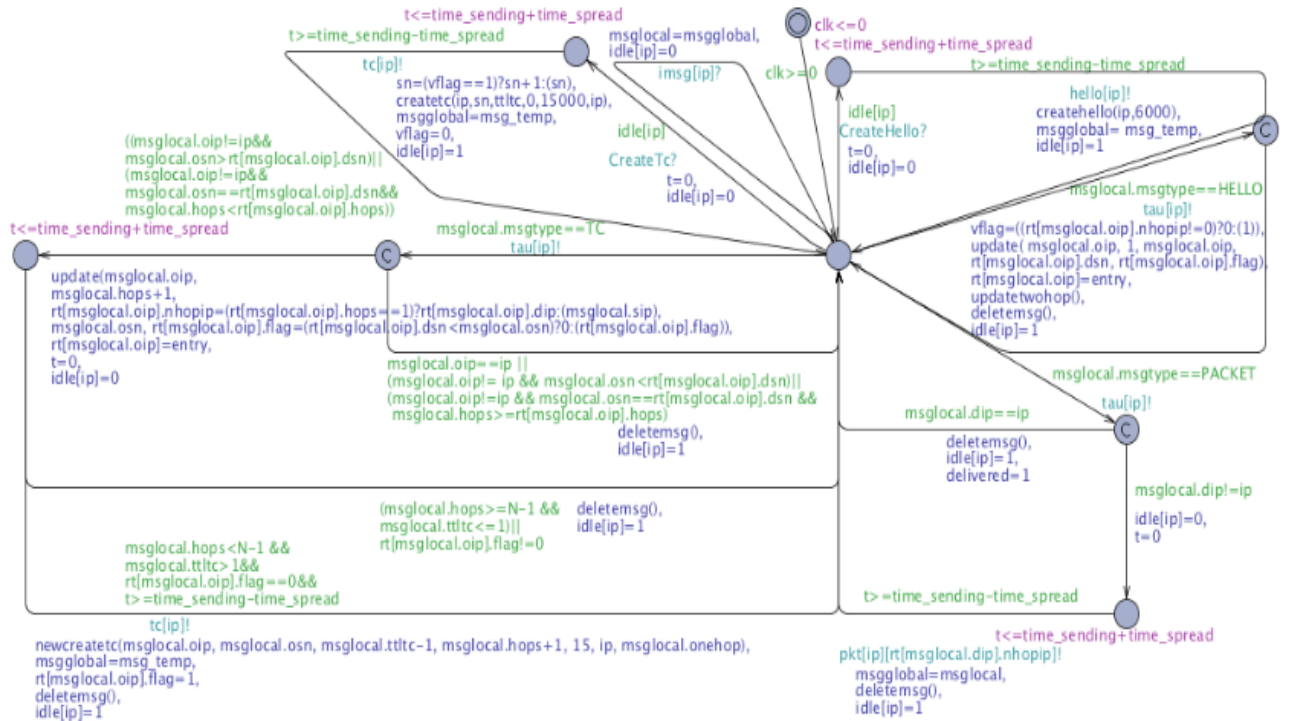 t<=time_sending+time_spread
t>=time_sending-time_spread
tc[ip]!
sn=(vflag==1)?sn+1:(sn),
createtc(ip,sn,ttltc,0,15000,ip),
msgglobal=msg_temp,
vflag=0,
idle[ip]=1
msglocal=msgglobal,
idle[ip]=0
imsg[ip]?
clk<=0
clk>=0
t<=time_sending+time_spread
t>=time_sending-time_spread
hello[ip]!
createhello(ip,6000),
msgglobal= msg_temp,
idle[ip]=1
C
idle[ip]
CreateHello?
t=0,
idle[ip]=0
idle[ip]
CreateTc?
t=0,
idle[ip]=0
((msglocal.oip!=ip&&
msglocal.osn>rt[msglocal.oip].dsn)||
(msglocal.oip!=ip&&
msglocal.osn==rt[msglocal.oip].dsn&&
msglocal.hops<rt[msglocal.oip].hops))
t<=time_sending+time_spread
msglocal.msgtype==TC
tau[ip]!
C
msglocal.msgtype==HELLO
tau[ip]!
vflag=((rt[msglocal.oip].nhopip!=0)?0:(1)),
update( msglocal.oip, 1, msglocal.oip,
rt[msglocal.oip].dsn, rt[msglocal.oip].flag),
rt[msglocal.oip]=entry,
updatetwohop(),
deletemsg(),
idle[ip]=1
update(msglocal.oip,
msglocal.hops+1,
rt[msglocal.oip].nhopip=(rt[msglocal.oip].hops==1)?rt[msglocal.oip].dip:(msglocal.sip),
msglocal.osn, rt[msglocal.oip].flag=(rt[msglocal.oip].dsn<msglocal.osn)?0:(rt[msglocal.oip].flag)),
rt[msglocal.oip]=entry,
t=0,
idle[ip]=0
msglocal.oip==ip ||
(msglocal.oip!= ip && msglocal.osn<rt[msglocal.oip].dsn)||
(msglocal.oip!=ip && msglocal.osn==rt[msglocal.oip].dsn &&
msglocal.hops>=rt[msglocal.oip].hops)
deletemsg(),
idle[ip]=1
msglocal.msgtype==PACKET
tau[ip]!
C
msglocal.dip==ip
deletemsg(),
idle[ip]=1,
delivered=1
msglocal.dip!=ip
idle[ip]=0,
t=0
(msglocal.hops>=N-1 &&
msglocal.ttltc<=1)||
rt[msglocal.oip].flag!=0
deletemsg(),
idle[ip]=1
msglocal.hops<N-1 &&
msglocal.ttltc>1&&
rt[msglocal.oip].flag==0&&
t>=time_sending-time_spread
tc[ip]!
newcreatetc(msglocal.oip, msglocal.osn, msglocal.ttltc-1, msglocal.hops+1, 15, ip, msglocal.onehop),
msgglobal=msg_temp,
rt[msglocal.oip].flag=1,
deletemsg(),
idle[ip]=1
t>=time_sending-time_spread
t<=time_sending+time_spread
pkt[ip][rt[msglocal.dip].nhopip]!
msgglobal=msglocal,
deletemsg(),
idle[ip]=1